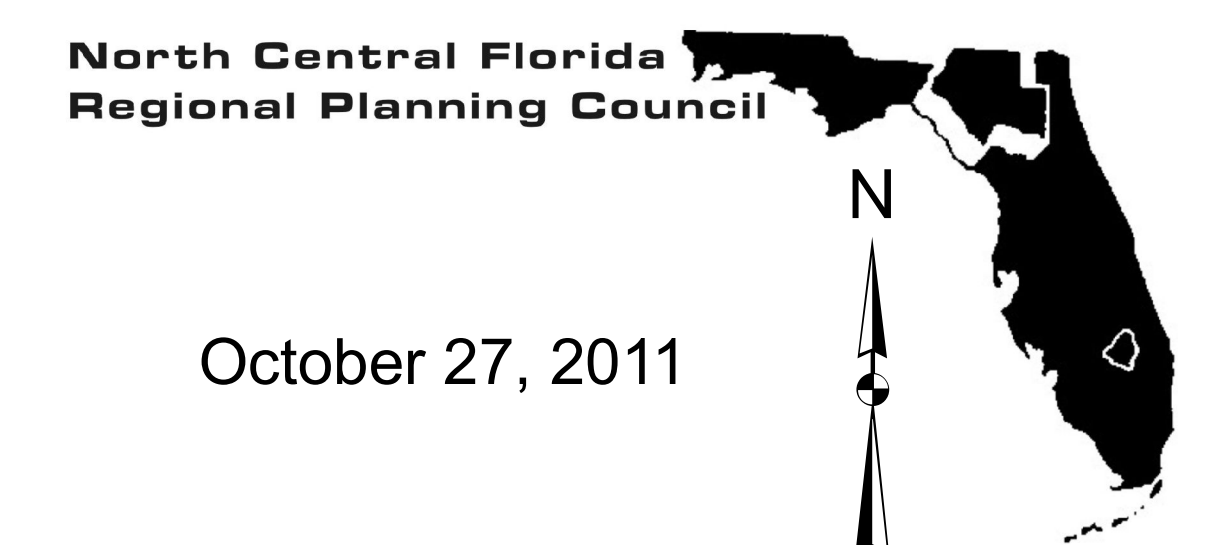 North Central Florida
Regional Planning Council
N
October 27, 2011